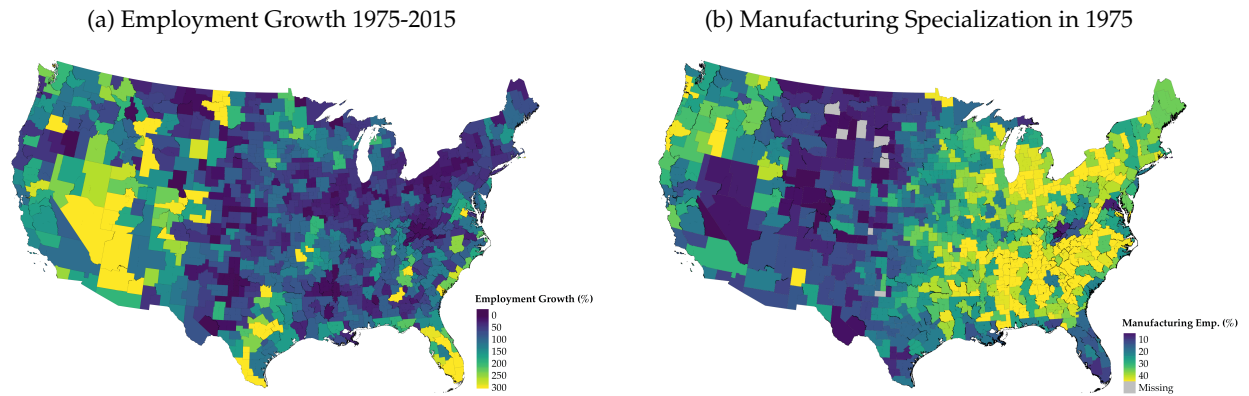 (a) Employment Growth 1975-2015
(b) Manufacturing Specialization in 1975
Employment Growth (%)
0
50
100
150
200
250
300
Manufacturing Emp. (%)
10
20
30
40
Missing